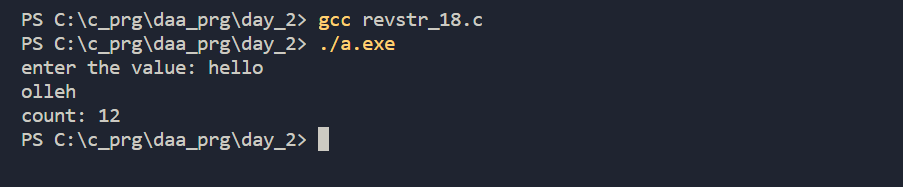 PS C:\c_prg\daa_prg\day_2> gcc revstr_18.c
PS C:\c_prg\daa_prg\day_2> ./a.exe
enter the value: hello
olleh
count: 12
PS C:\c_prg\daa_prg\day_2>